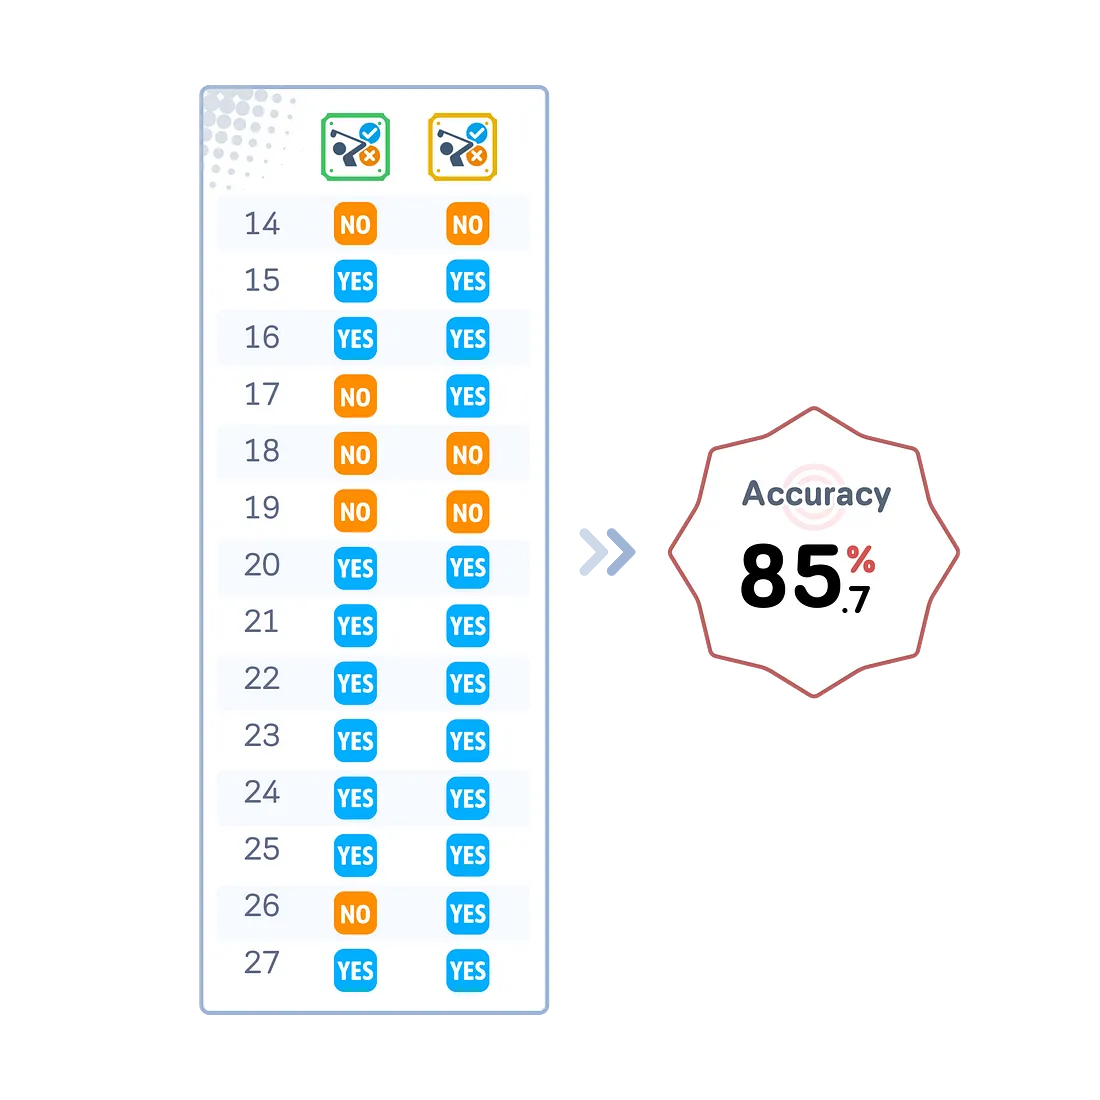 14 NO NO
15 YES YES
16 YES YES
17 NO YES
18 NO NO
19 NO NO
20 YES YES
21 YES YES
22 YES YES
23 YES YES
24 YES YES
25 YES YES
26 NO YES
27 YES YES
Accuracy
85.7%